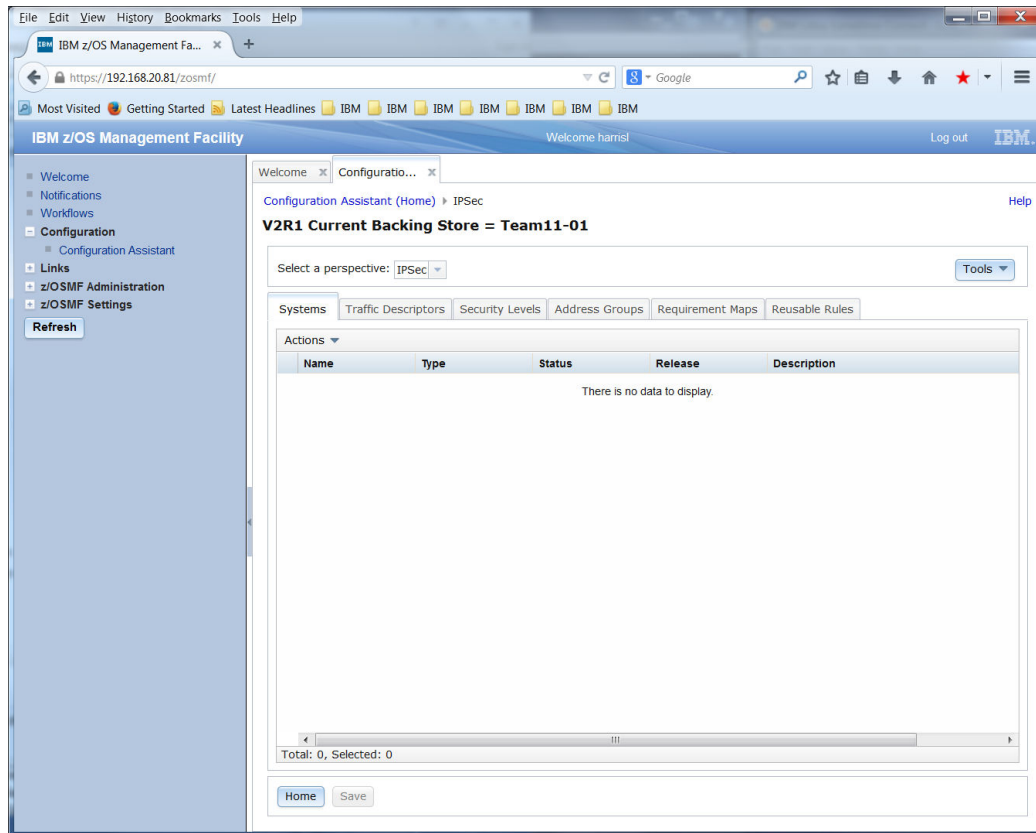 File Edit View History Bookmarks Tools Help
IBM IBM z/OS Management Fa... × +
https://192.168.20.81/zosmf/ 8 Google
Most Visited Getting Started Latest Headlines IBM IBM IBM IBM IBM IBM IBM
IBM z/OS Management Facility Welcome harrisl Log out IBM.
Welcome
Notifications
Workflows
Configuration
Configuration Assistant
Links
z/OSMF Administration
z/OSMF Settings
Refresh
Welcome x Configuratio... x
Configuration Assistant (Home) IPSec Help
V2R1 Current Backing Store = Team11-01
Select a perspective: IPSec Tools
Systems Traffic Descriptors Security Levels Address Groups Requirement Maps Reusable Rules
Actions
Name Type Status Release Description
There is no data to display.
Total: 0, Selected: 0
Home Save